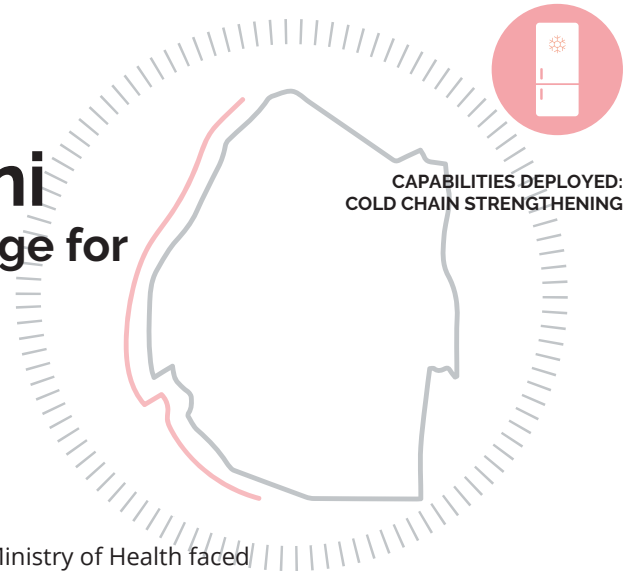 ni
ge for
CAPABILITIES DEPLOYED:
COLD CHAIN STRENGTHENING
Ministry of Health faced